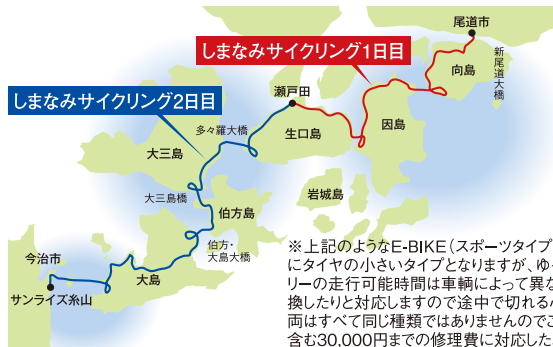 尾道市
しまなみサイクリング1日目
向島
新尾道大橋
しまなみサイクリング2日目
瀬戸田
因島
多々羅大橋
生口島
大三島
大三島橋
岩城島
伯方島
伯方・
大島大橋
今治市
大島
サンライズ糸山
※上記のようなE-BIKE（スポーツタイプ
にタイヤの小さいタイプとなりますが、ゆ
リーの走行可能時間は車輌によって異な
換したりと対応しますので途中で切れる
両はすべて同じ種類ではありませんのでご
含む30,000円までの修理費に対応した